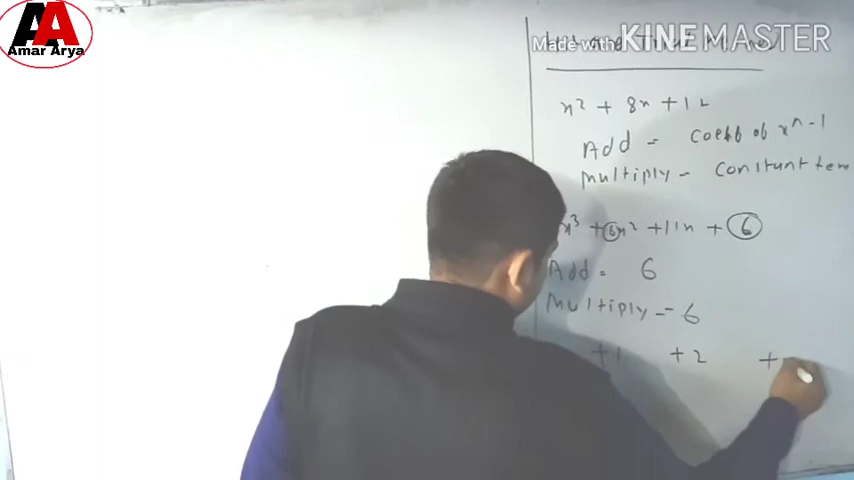 AA
Amar Arya
Made with KINEMASTER
x² + 8x + 12
Add = Coeff of xⁿ⁻¹
Multiply = Constant term
x³ + 6x² + 11x + 6
Add = 6
Multiply = 6
+1 +2 +